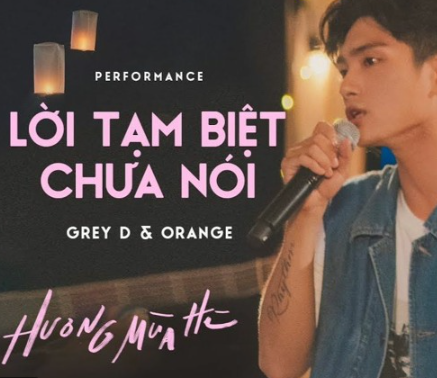 PERFORMANCE
LỜI TẠM BIỆT
CHƯA NÓI
GREY D & ORANGE
HƯƠNG MÙA HÈ